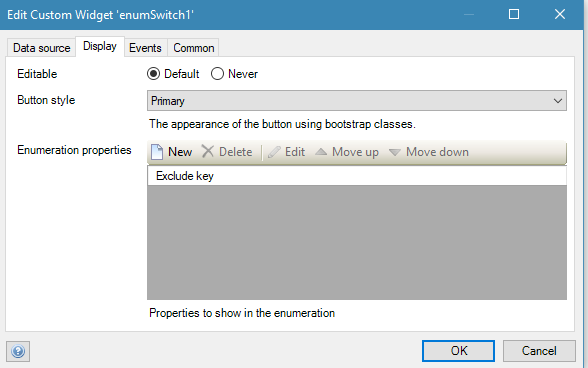 Edit Custom Widget 'enumSwitch1'
Data source Display Events Common
Editable Default Never
Button style Primary
The appearance of the button using bootstrap classes.
Enumeration properties New Delete Edit Move up Move down
Exclude key
Properties to show in the enumeration
OK Cancel